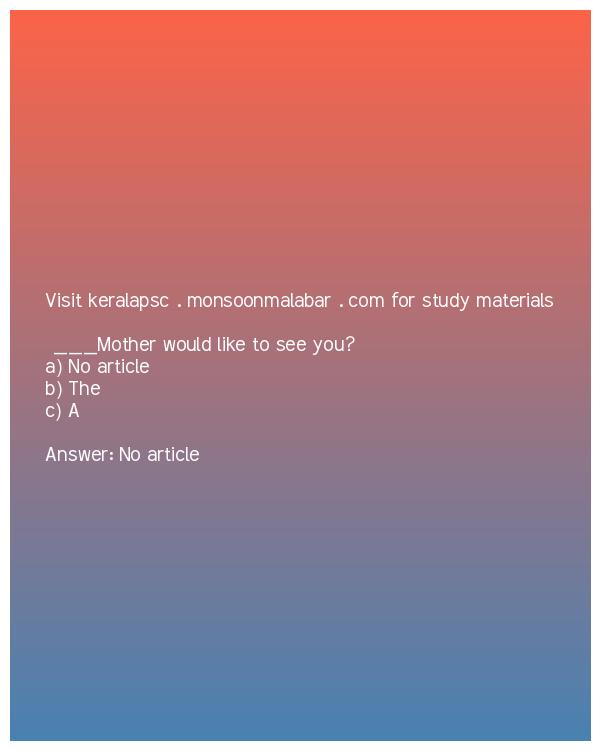 Visit keralapsc . monsoonmalabar . com for study materials
___Mother would like to see you?
a) No article
b) The
c) A
Answer: No article